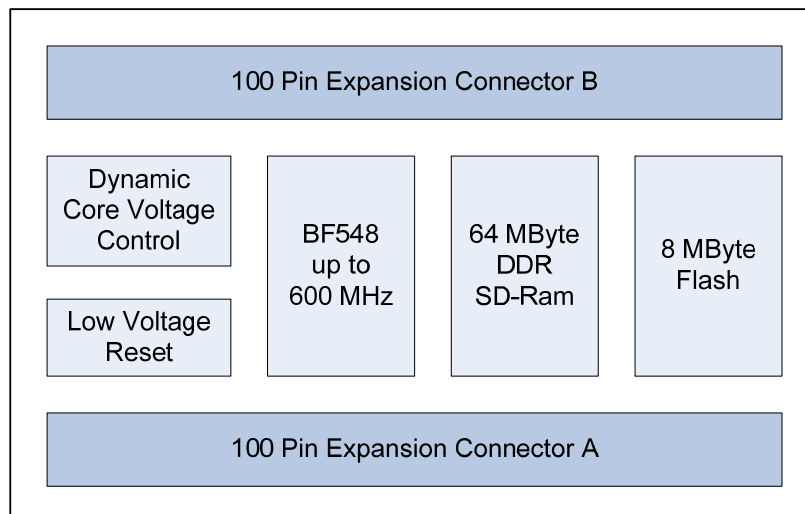 100 Pin Expansion Connector B
Dynamic
Core Voltage
Control
Low Voltage
Reset
BF548
up to
600 MHz
64 MByte
DDR
SD-Ram
8 MByte
Flash
100 Pin Expansion Connector A